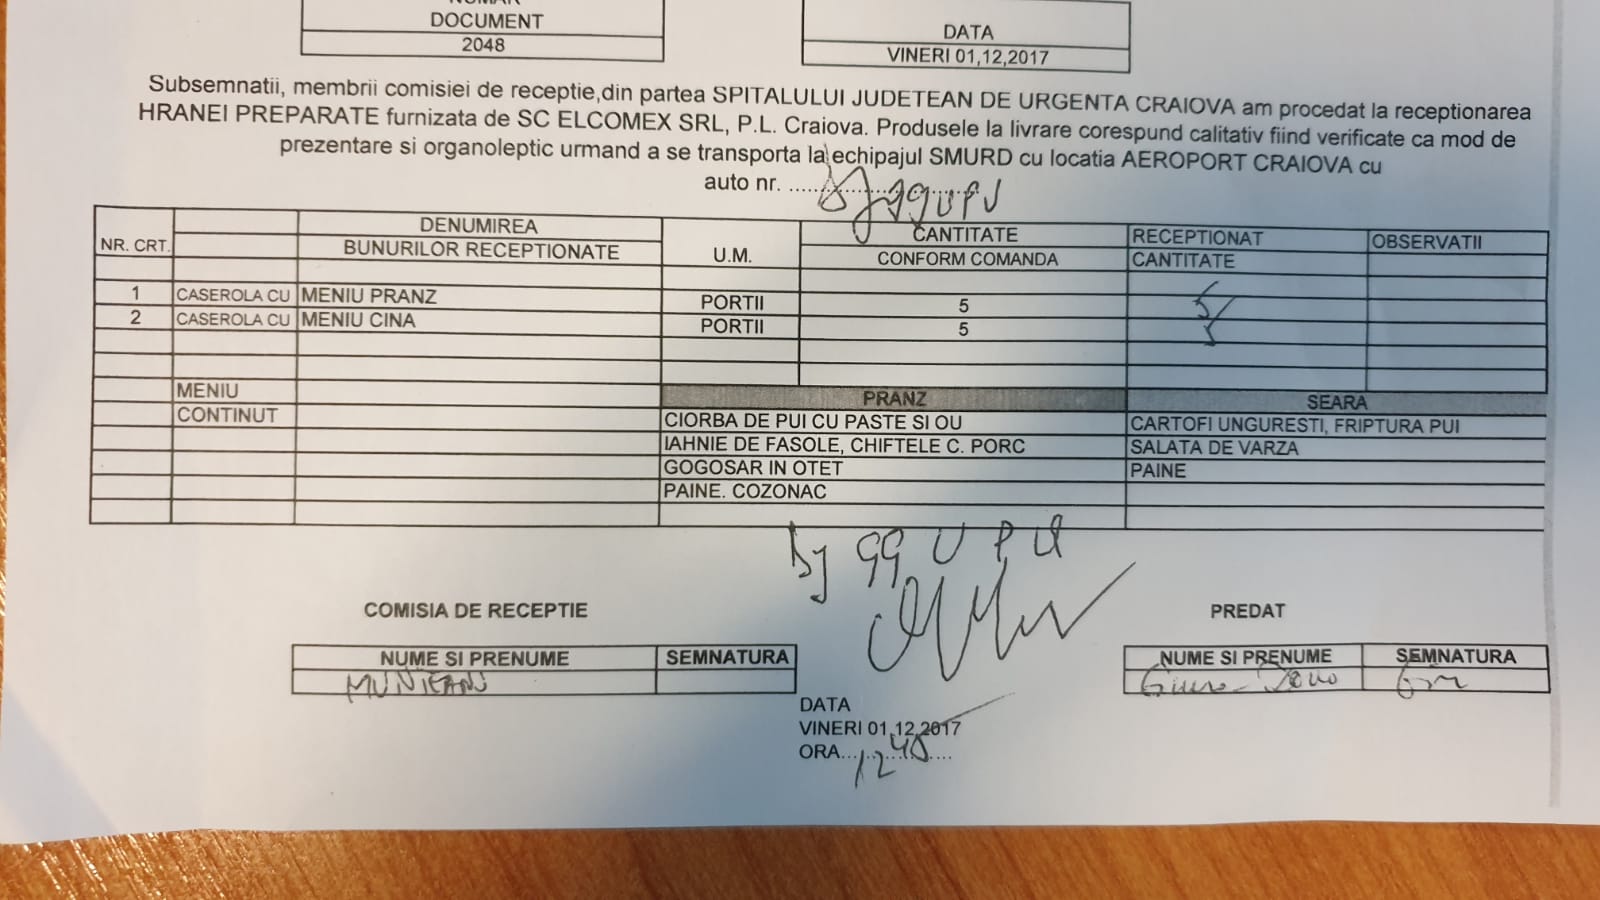 DOCUMENT
2048
DATA
VINERI 01,12,2017
Subsemnatii, membrii comisiei de receptie,din partea SPITALULUI JUDETEAN DE URGENTA CRAIOVA am procedat la receptionarea
HRANEI PREPARATE furnizata de SC ELCOMEX SRL, P.L. Craiova. Produsele la livrare corespund calitativ fiind verificate ca mod de
prezentare si organoleptic urmand a se transporta la echipajul SMURD cu locatia AEROPORT CRAIOVA cu
auto nr. ....................
NR. CRT. DENUMIREA BUNURILOR RECEPTIONATE U.M. CANTITATE CONFORM COMANDA RECEPTIONAT CANTITATE OBSERVATII
1 CASEROLA CU MENIU PRANZ PORTII 5 5
2 CASEROLA CU MENIU CINA PORTII 5 5
MENIU PRANZ SEARA
CONTINUT CIORBA DE PUI CU PASTE SI OU CARTOFI UNGURESTI, FRIPTURA PUI
IAHNIE DE FASOLE, CHIFTELE C. PORC SALATA DE VARZA
GOGOSAR IN OTET PAINE
PAINE. COZONAC
Dj 99 U P U
COMISIA DE RECEPTIE PREDAT
NUME SI PRENUME SEMNATURA NUME SI PRENUME SEMNATURA
MUNTEANU
DATA
VINERI 01,12,2017
ORA....12 40....